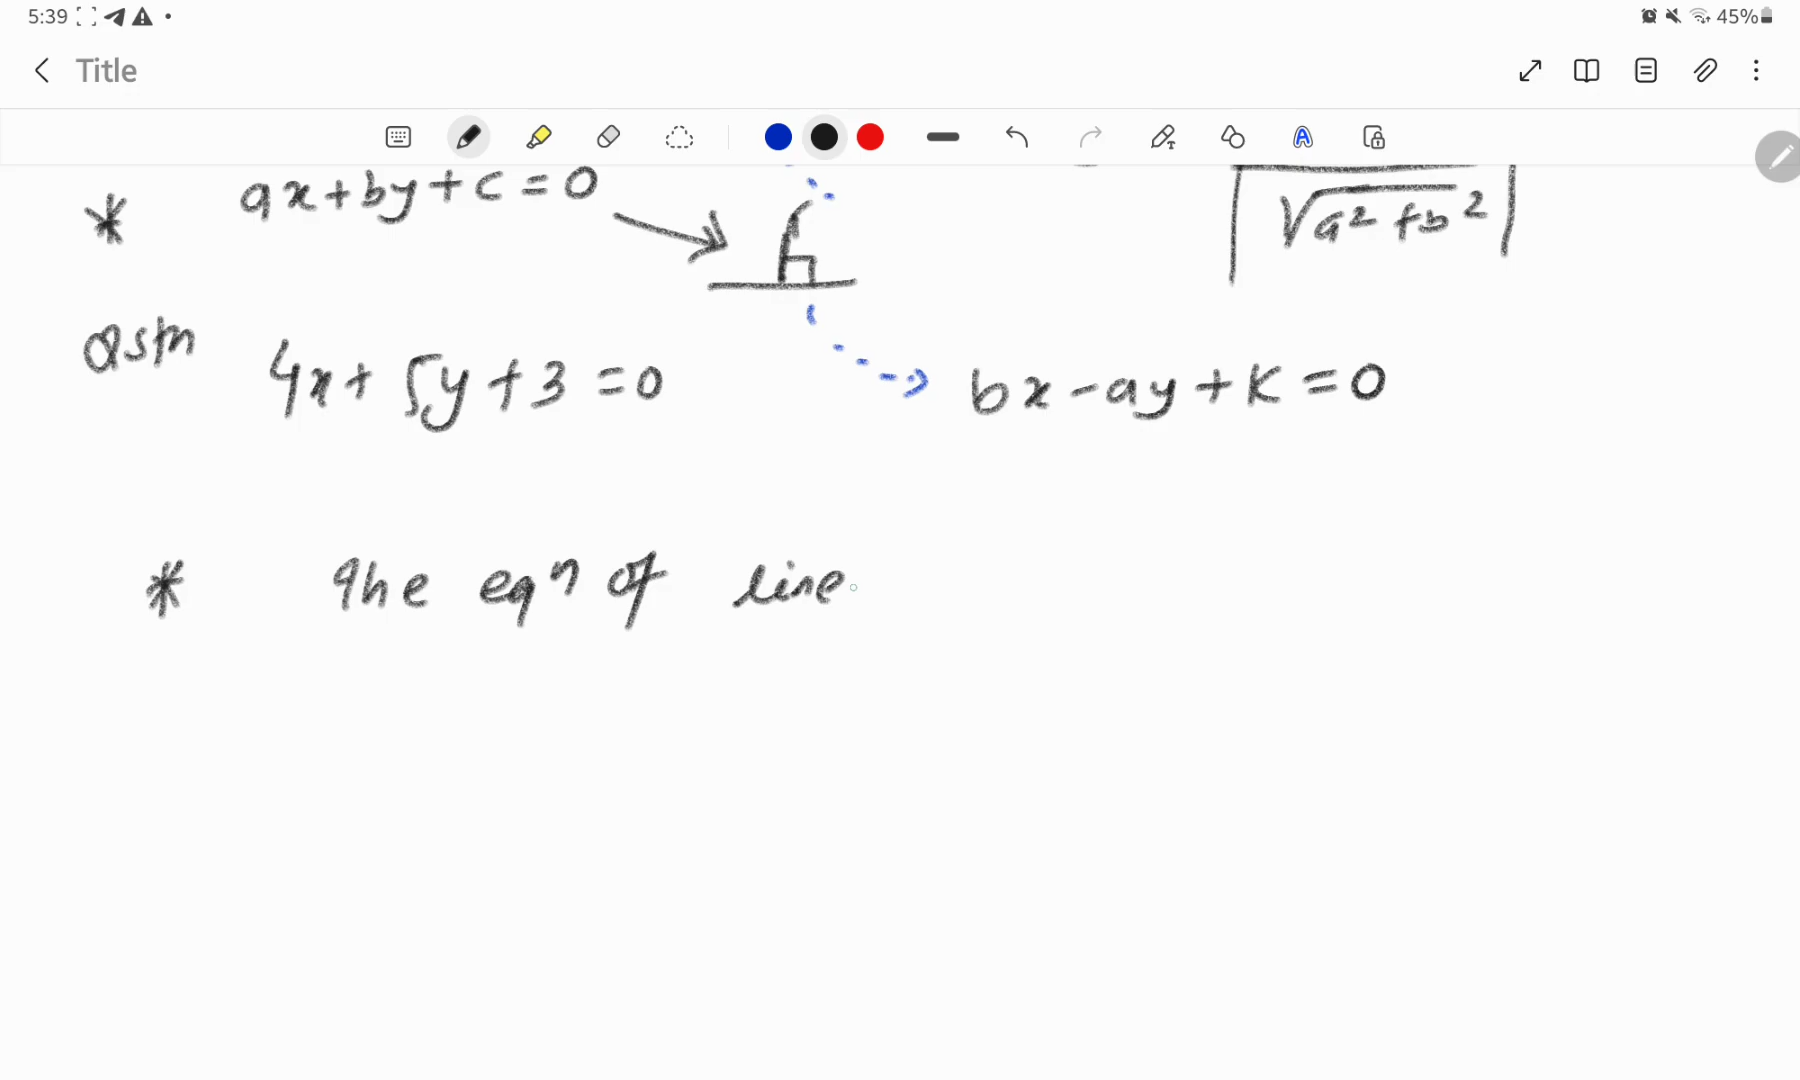 5:39
45%
Title
* ax+by+c=0
√a²+b²
Qstn 4x+5y+3=0
bx-ay+k=0
* The eqⁿ of line